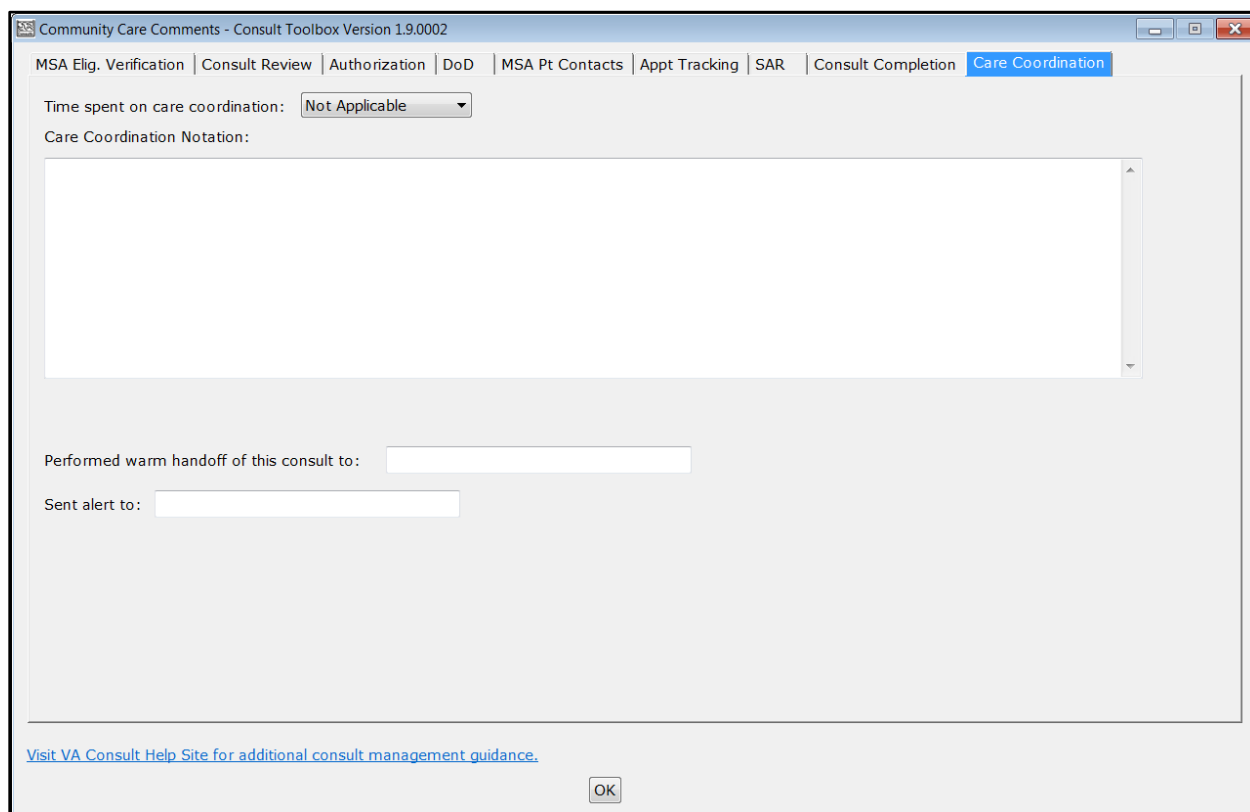 Community Care Comments - Consult Toolbox Version 1.9.0002
MSA Elig. Verification Consult Review Authorization DoD MSA Pt Contacts Appt Tracking SAR Consult Completion Care Coordination
Time spent on care coordination: Not Applicable
Care Coordination Notation:
Performed warm handoff of this consult to:
Sent alert to:
Visit VA Consult Help Site for additional consult management guidance.
OK